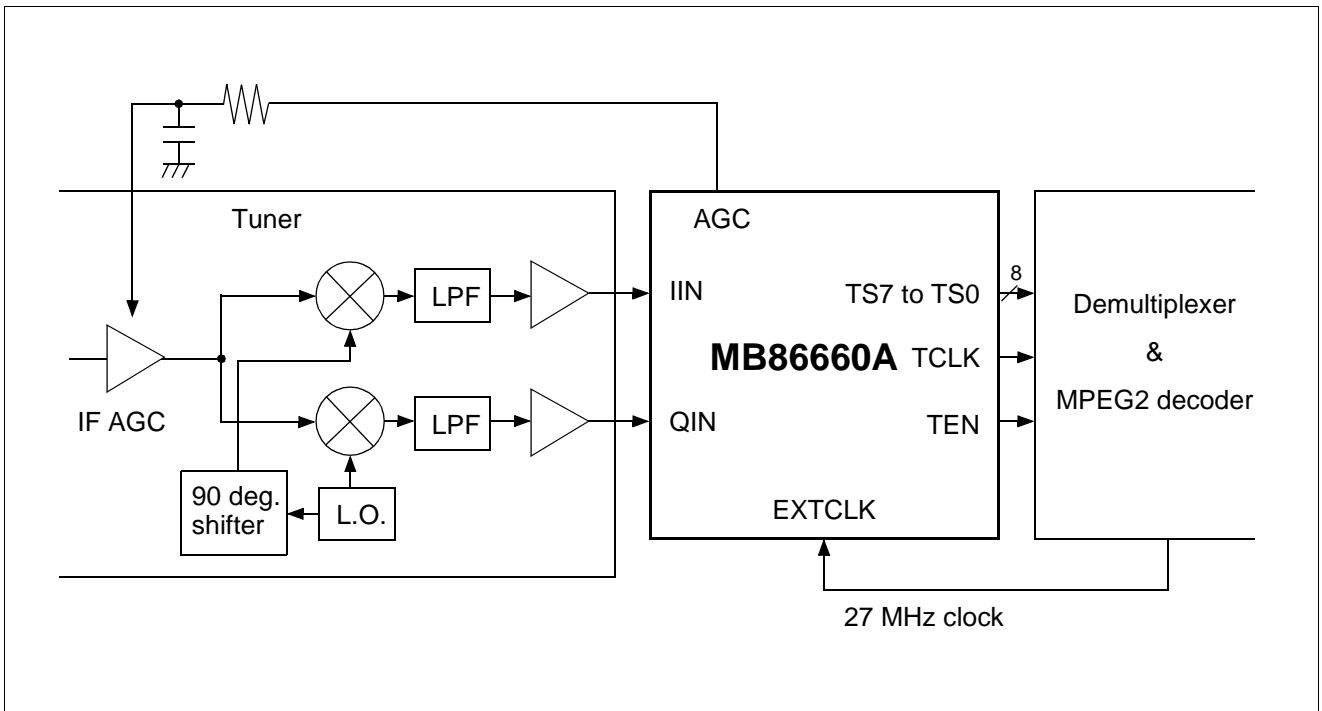 Tuner
AGC
LPF
IIN
TS7 to TS0
8
Demultiplexer
&
MPEG2 decoder
MB86660A
TCLK
IF AGC
LPF
QIN
TEN
90 deg.
shifter
L.O.
EXTCLK
27 MHz clock